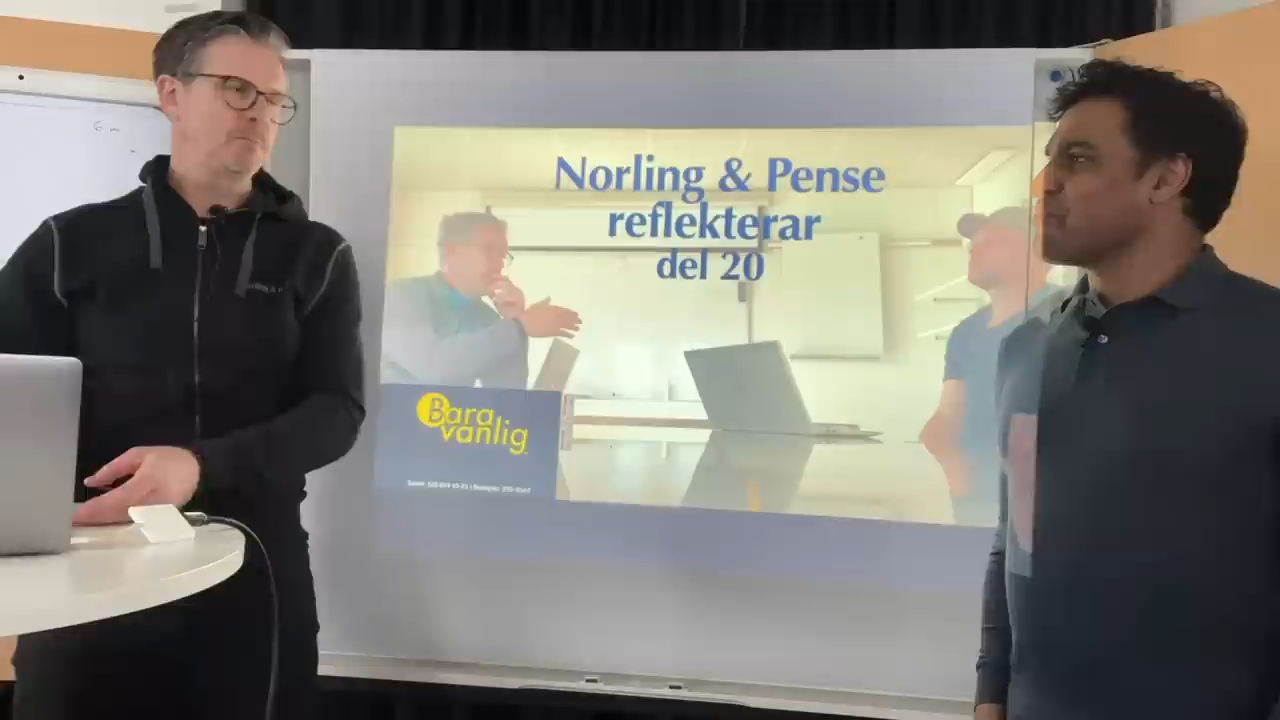 Norling & Pense
reflekterar
del 20
Bara
vanlig